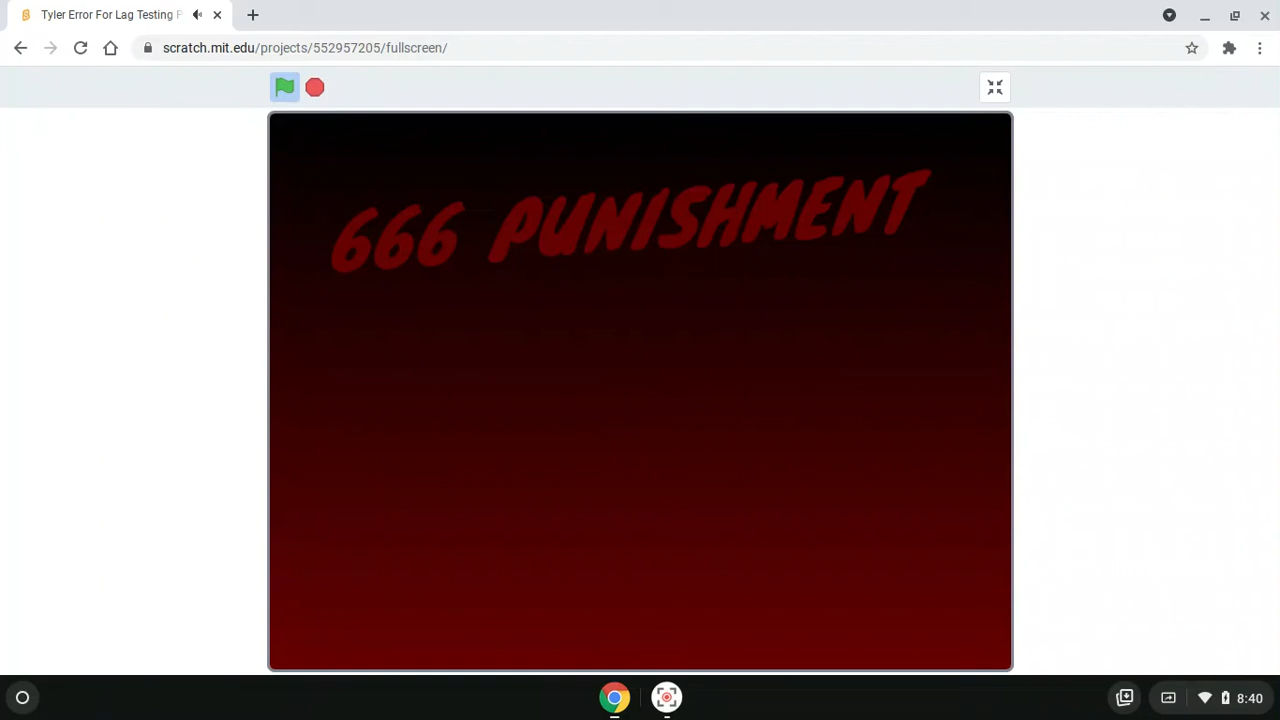 Tyler Error For Lag Testing P
scratch.mit.edu/projects/552957205/fullscreen/
666 PUNISHMENT
8:40